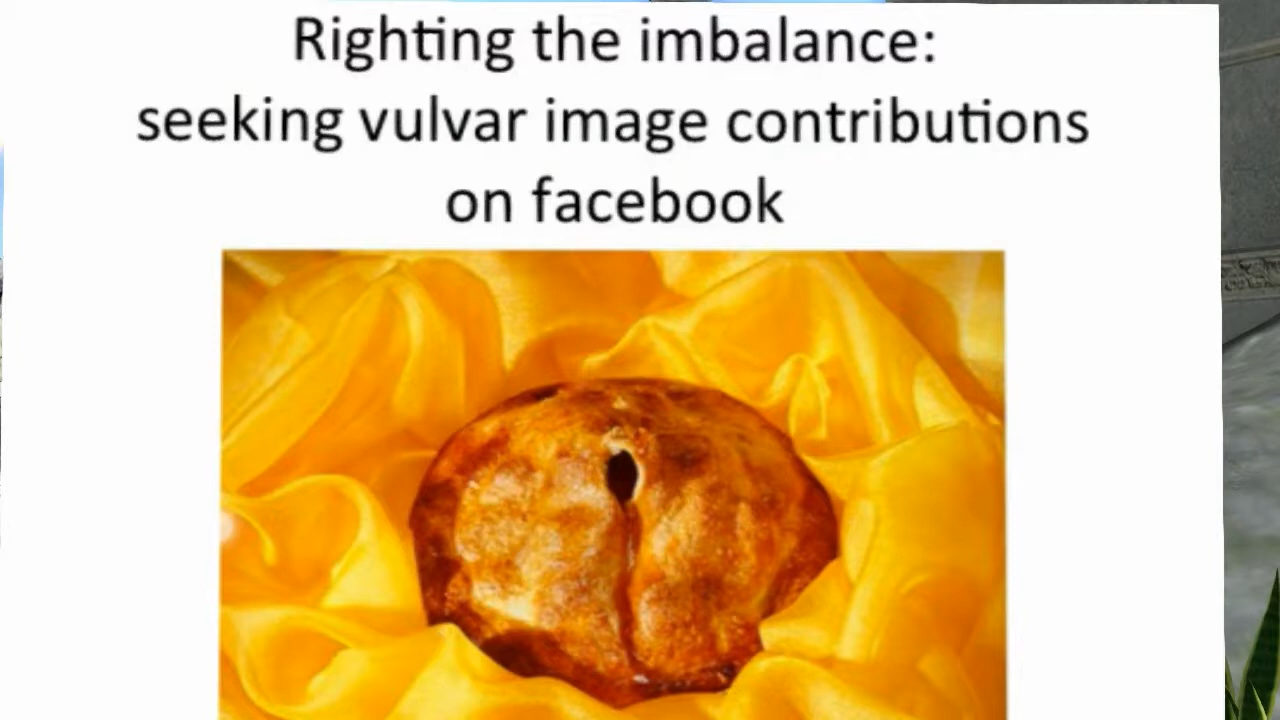 Righting the imbalance:
seeking vulvar image contributions
on facebook